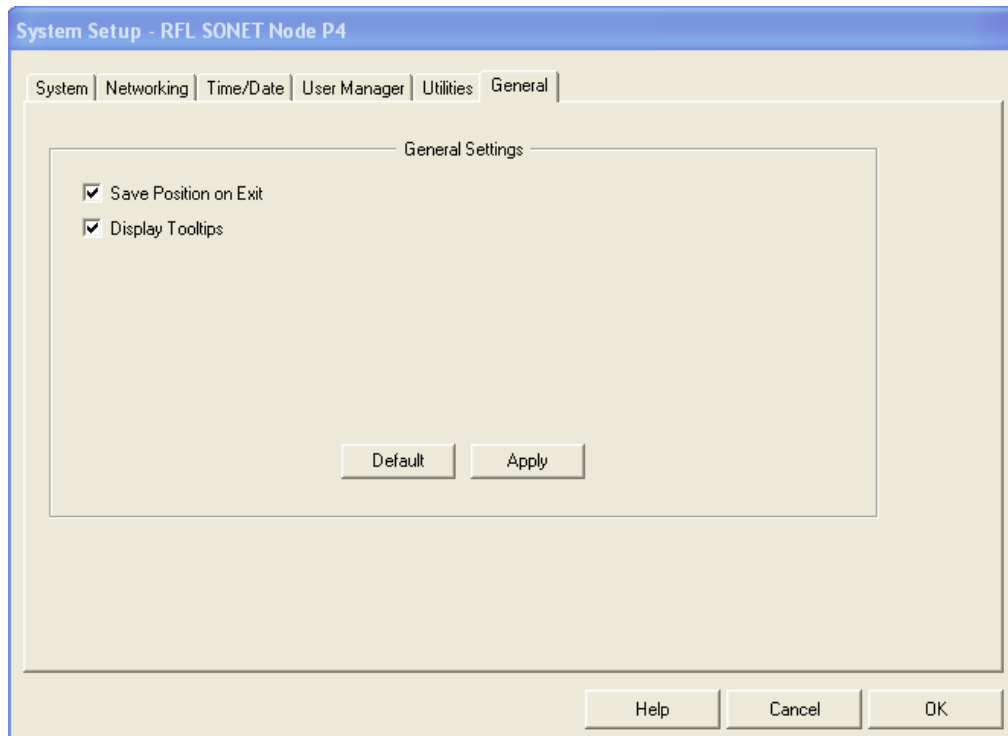 System Setup - RFL SONET Node P4
System Networking Time/Date User Manager Utilities General
General Settings
Save Position on Exit
Display Tooltips
Default Apply
Help Cancel OK